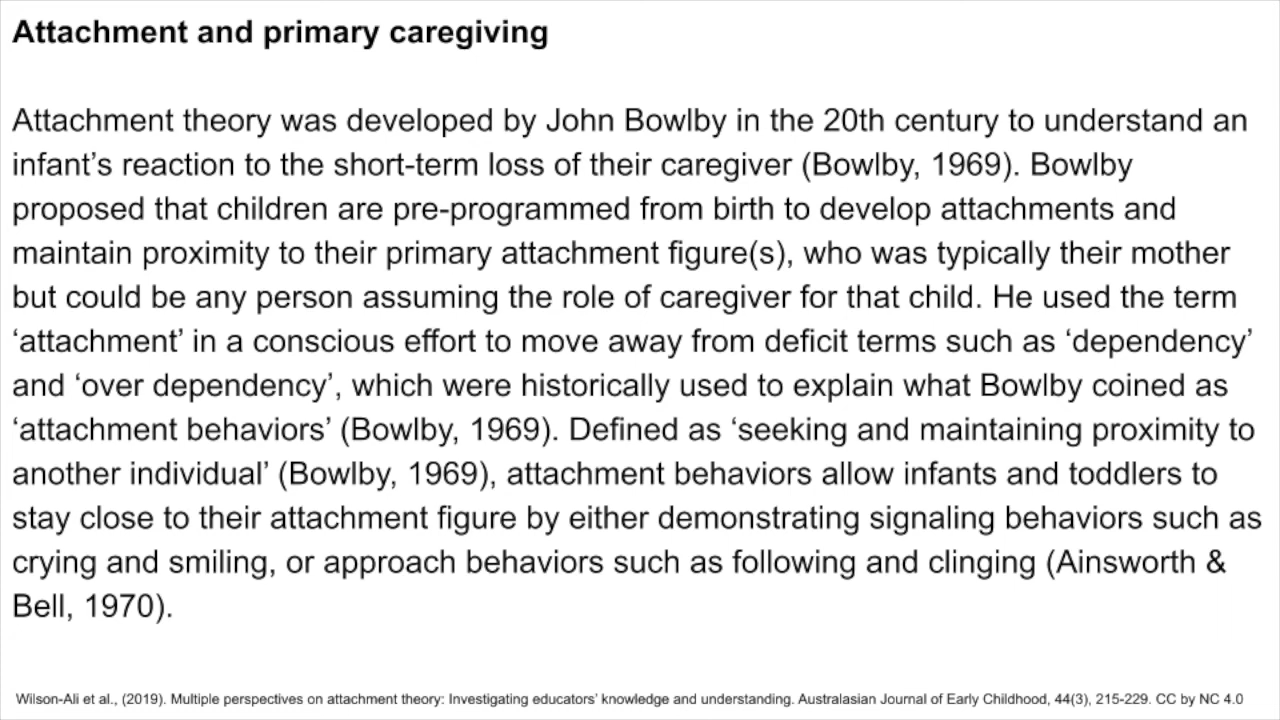 Attachment and primary caregiving
Attachment theory was developed by John Bowlby in the 20th century to understand an
infant’s reaction to the short-term loss of their caregiver (Bowlby, 1969). Bowlby
proposed that children are pre-programmed from birth to develop attachments and
maintain proximity to their primary attachment figure(s), who was typically their mother
but could be any person assuming the role of caregiver for that child. He used the term
‘attachment’ in a conscious effort to move away from deficit terms such as ‘dependency’
and ‘over dependency’, which were historically used to explain what Bowlby coined as
‘attachment behaviors’ (Bowlby, 1969). Defined as ‘seeking and maintaining proximity to
another individual’ (Bowlby, 1969), attachment behaviors allow infants and toddlers to
stay close to their attachment figure by either demonstrating signaling behaviors such as
crying and smiling, or approach behaviors such as following and clinging (Ainsworth &
Bell, 1970).
Wilson-Ali et al., (2019). Multiple perspectives on attachment theory: Investigating educators’ knowledge and understanding. Australasian Journal of Early Childhood, 44(3), 215-229. CC by NC 4.0